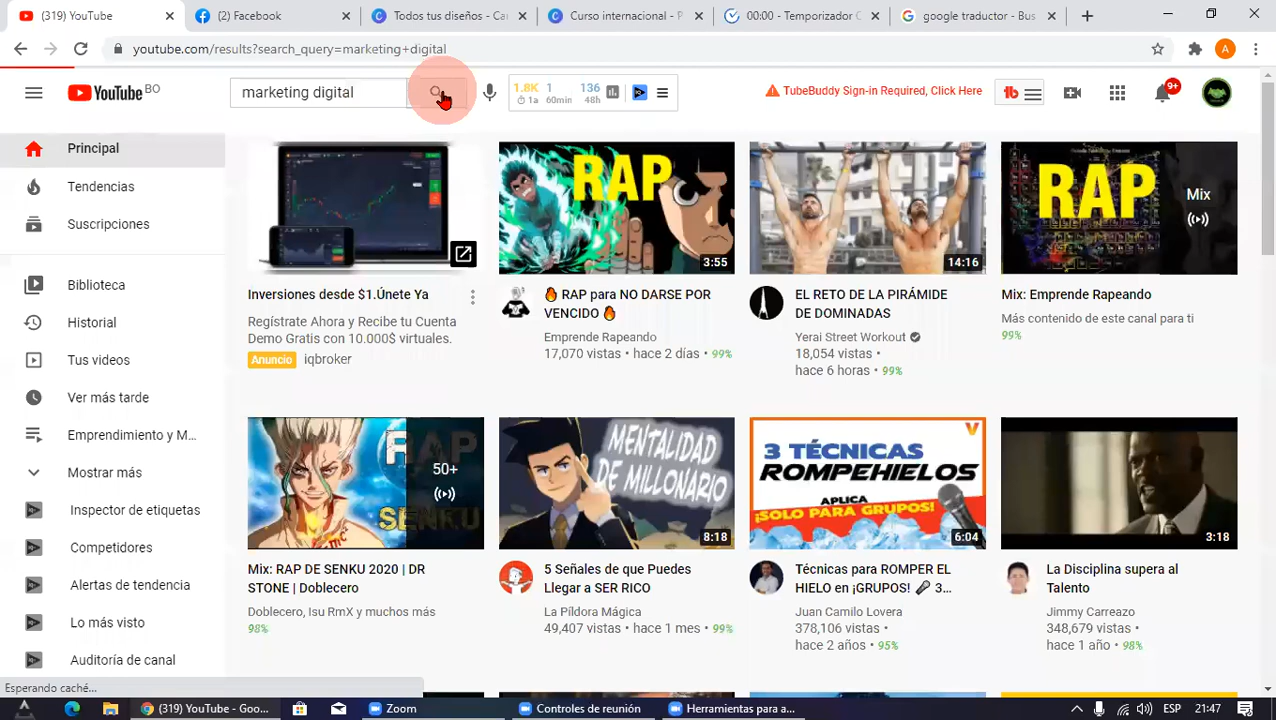 (319) YouTube
(2) Facebook
Todos tus diseños - Ca
Curso internacional - P
00:00 - Temporizador C
google traductor - Bus
youtube.com/results?search_query=marketing+digital
YouTube BO
marketing digital
1.8K 1 136
1a 60min 48h
TubeBuddy Sign-in Required, Click Here
tb
9+
A
Principal
Tendencias
Suscripciones
Biblioteca
Historial
Tus videos
Ver más tarde
Emprendimiento y M...
Mostrar más
Inspector de etiquetas
Competidores
Alertas de tendencia
Lo más visto
Auditoría de canal
Inversiones desde $1.Únete Ya
Regístrate Ahora y Recibe tu Cuenta
Demo Gratis con 10.000$ virtuales.
Anuncio iqbroker
RAP
3:55
🔥 RAP para NO DARSE POR
VENCIDO 🔥
Emprende Rapeando
17,070 vistas • hace 2 días • 99%
14:16
EL RETO DE LA PIRÁMIDE
DE DOMINADAS
Yerai Street Workout
18,054 vistas •
hace 6 horas • 99%
RAP
Mix
Mix: Emprende Rapeando
Más contenido de este canal para ti
99%
RAP
SENKU
50+
Mix: RAP DE SENKU 2020 | DR
STONE | Doblecero
Doblecero, Isu RmX y muchos más
98%
MENTALIDAD
DE MILLONARIO
8:18
5 Señales de que Puedes
Llegar a SER RICO
La Píldora Mágica
49,407 vistas • hace 1 mes • 99%
3 TÉCNICAS
ROMPEHIELOS
APLICA
¡SOLO PARA GRUPOS!
6:04
Técnicas para ROMPER EL
HIELO en ¡GRUPOS! 🎤 3...
Juan Camilo Lovera
378,106 vistas •
hace 2 años • 95%
3:18
La Disciplina supera al
Talento
Jimmy Carreazo
348,679 vistas •
hace 1 año • 98%
Esperando caché...
(319) YouTube - Goo...
Zoom
Controles de reunión
Herramientas para a...
ESP
21:47